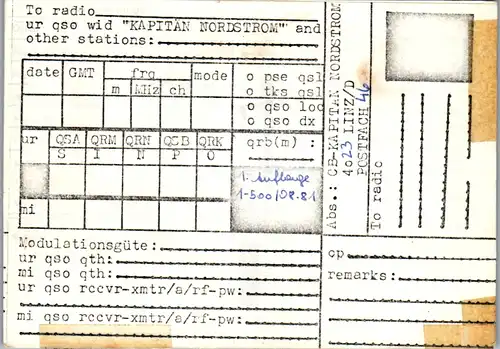 To radio
ur qso wid "KAPITÄN NORDSTROM" and
other stations:
date GMT frq mode
m MHz ch
o pse qsl
o tks qsl
o qso loc
o qso dx
ur QSA QRM QRN QSB QRK
S I N P O
qrb(m) :
1. Auflage
1-500/08.81
mi
Modulationsgüte:
ur qso qth:
mi qso qth:
ur qso rccvr-xmtr/a/rf-pw:
mi qso rccvr-xmtr/a/rf-pw:
Abs.: CB-KAPITÄN NORDSTROM
4023 LINZ/D
POSTFACH 46
To radio
op
remarks: